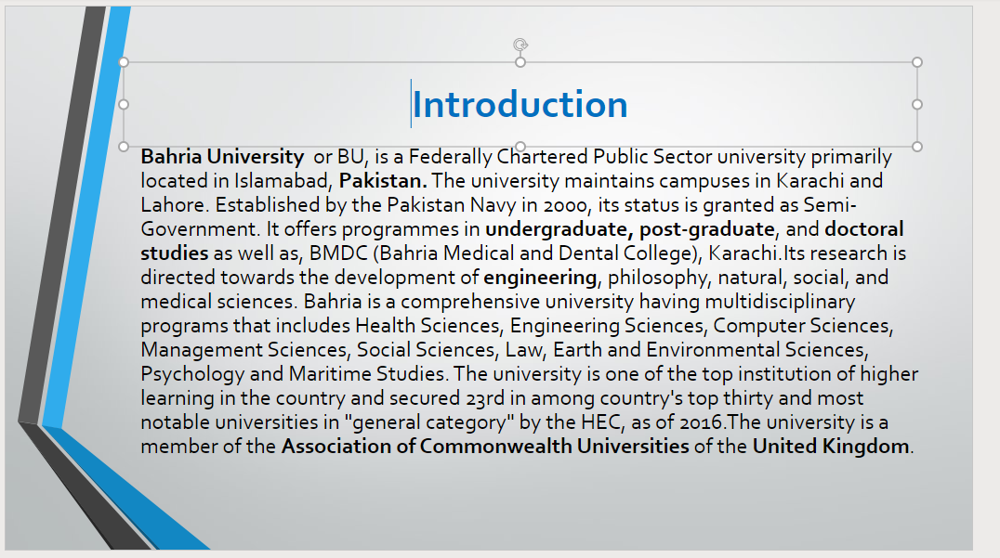 Introduction
Bahria University or BU, is a Federally Chartered Public Sector university primarily
located in Islamabad, Pakistan. The university maintains campuses in Karachi and
Lahore. Established by the Pakistan Navy in 2000, its status is granted as Semi-
Government. It offers programmes in undergraduate, post-graduate, and doctoral
studies as well as, BMDC (Bahria Medical and Dental College), Karachi.Its research is
directed towards the development of engineering, philosophy, natural, social, and
medical sciences. Bahria is a comprehensive university having multidisciplinary
programs that includes Health Sciences, Engineering Sciences, Computer Sciences,
Management Sciences, Social Sciences, Law, Earth and Environmental Sciences,
Psychology and Maritime Studies. The university is one of the top institution of higher
learning in the country and secured 23rd in among country's top thirty and most
notable universities in "general category" by the HEC, as of 2016.The university is a
member of the Association of Commonwealth Universities of the United Kingdom.